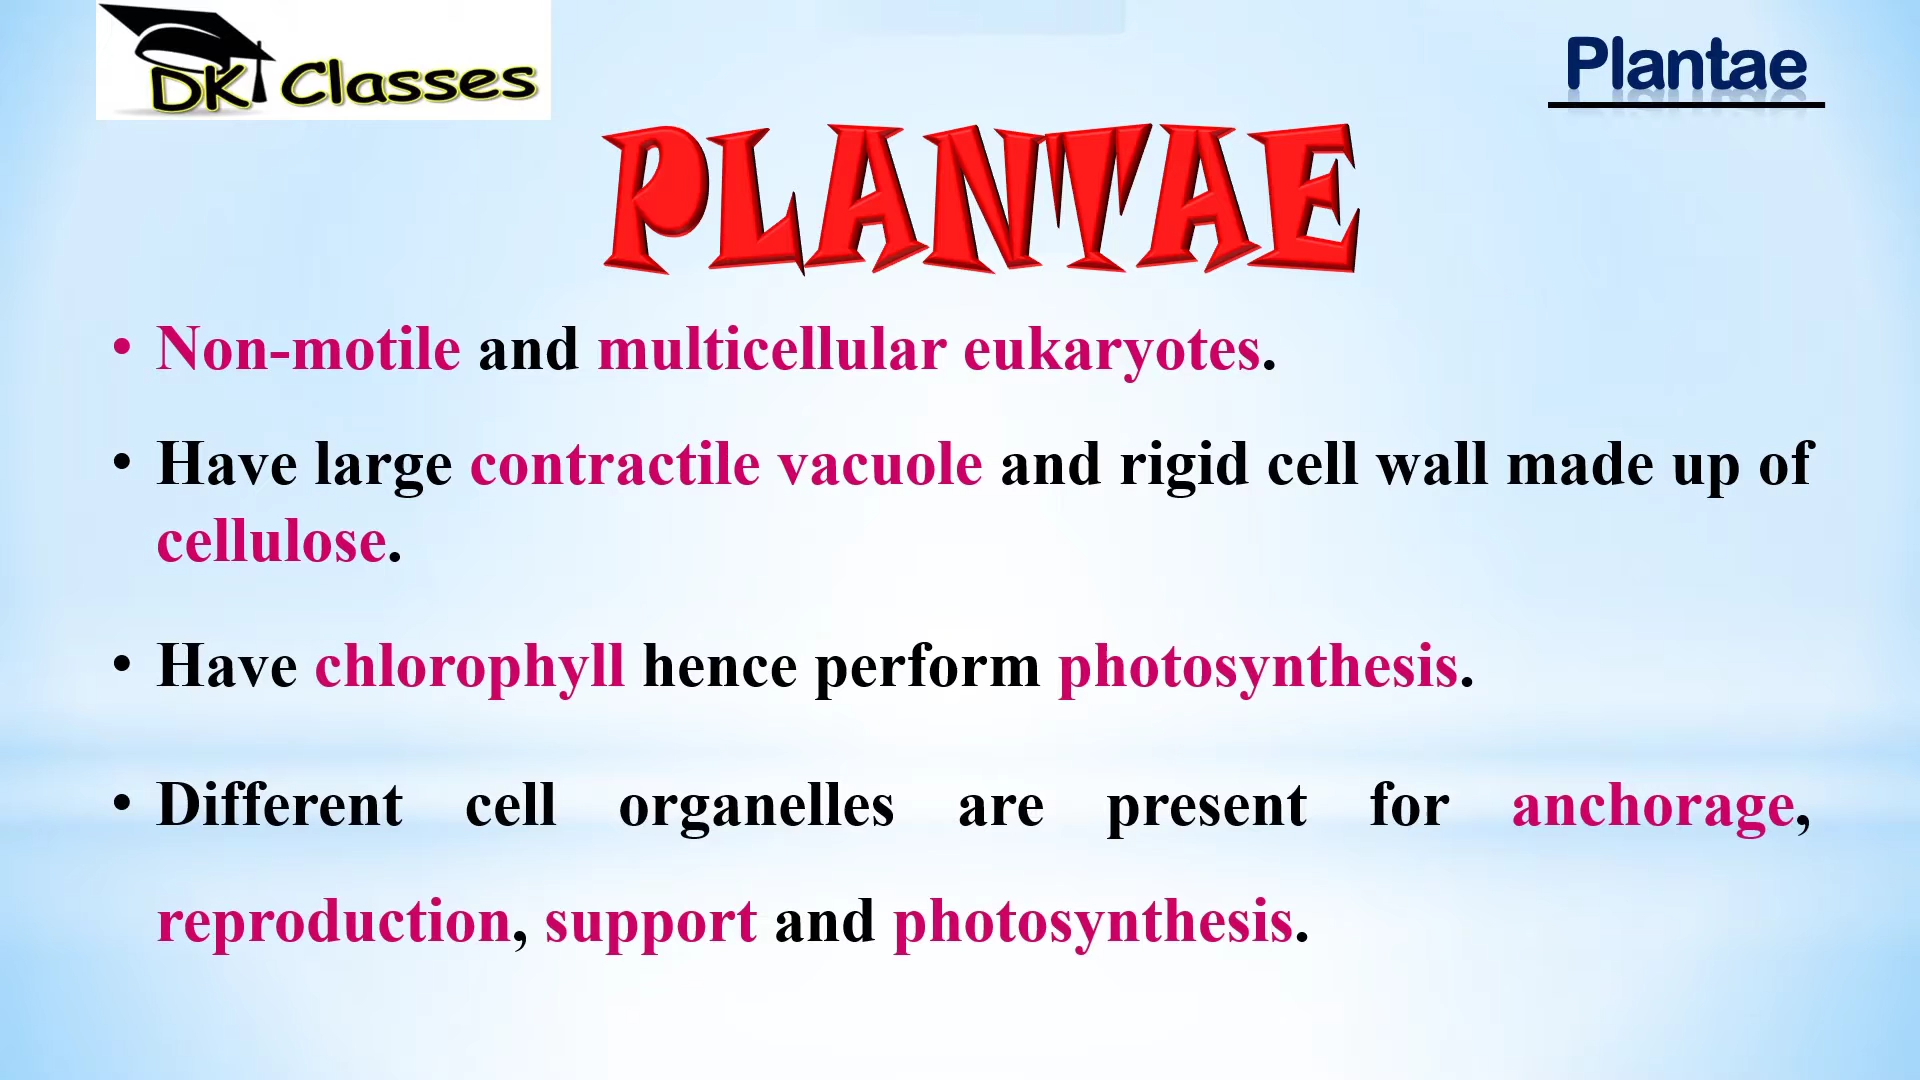 DK Classes
Plantae
PLANTAE
• Non-motile and multicellular eukaryotes.
• Have large contractile vacuole and rigid cell wall made up of
cellulose.
• Have chlorophyll hence perform photosynthesis.
• Different cell organelles are present for anchorage,
reproduction, support and photosynthesis.